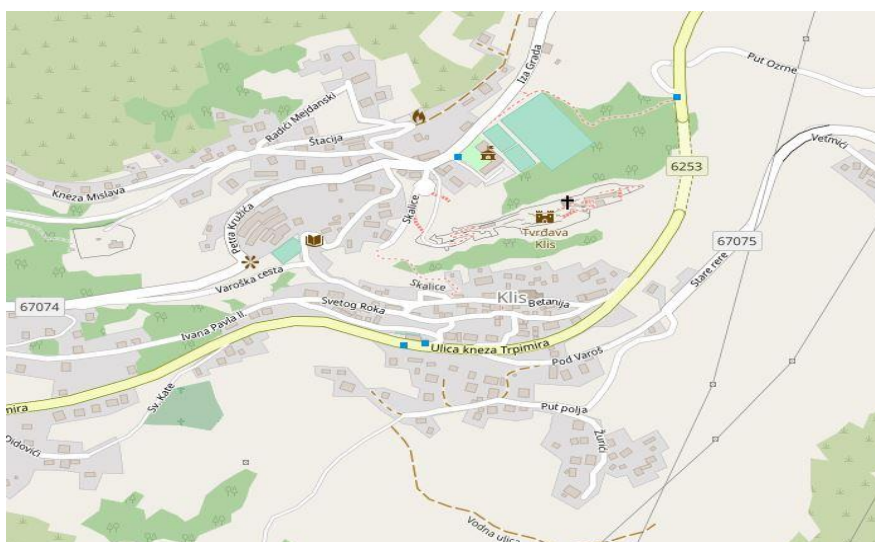 Put Ozrne
Iza Grada
Radići Mejdanski
Štacija
Vetmići
6253
Kneza Mislava
Skalice
Petra Kružića
Tvrđava
Klis
67075
Stare rere
Varoška cesta
Skalice
Klis
67074
Svetog Roka
Betanija
Ivana Pavla II.
Ulica kneza Trpimira
Pod Varoš
Sv. Kate
mira
Put polja
Didovići
Žurići
Vodna ulica